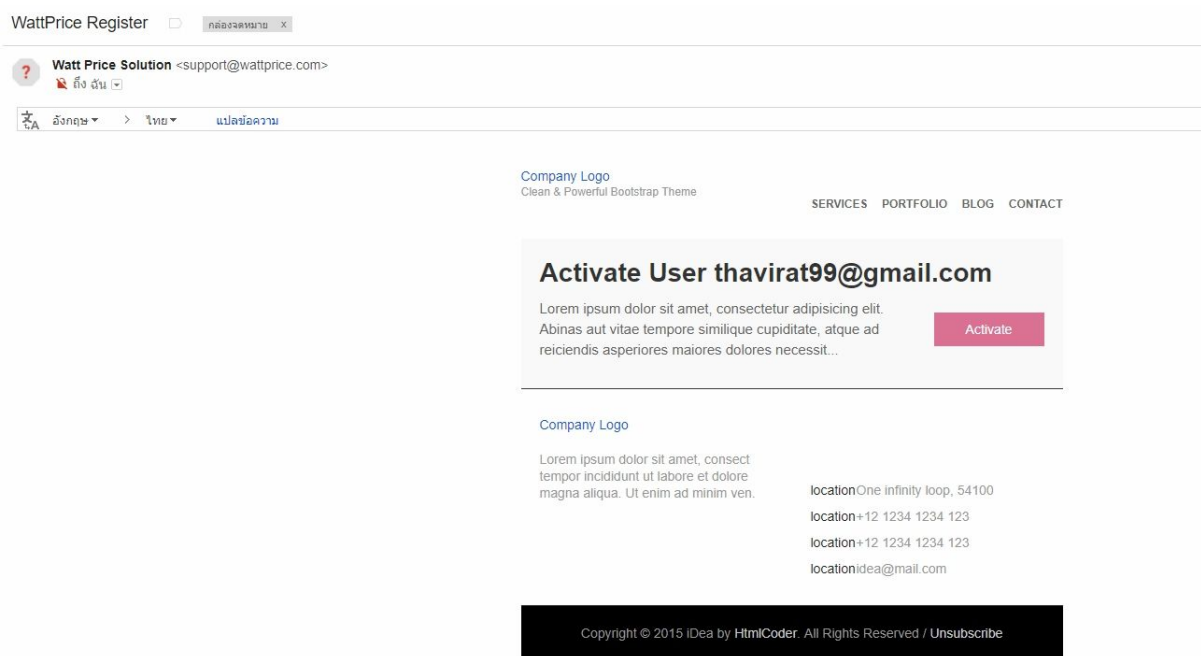 WattPrice Register
กล่องจดหมาย x
Watt Price Solution <support@wattprice.com>
ถึง ฉัน
อังกฤษ > ไทย แปลข้อความ
Company Logo
Clean & Powerful Bootstrap Theme
SERVICES PORTFOLIO BLOG CONTACT
Activate User thavirat99@gmail.com
Lorem ipsum dolor sit amet, consectetur adipisicing elit.
Abinas aut vitae tempore similique cupiditate, atque ad
reiciendis asperiores maiores dolores necessit...
Activate
Company Logo
Lorem ipsum dolor sit amet, consect
tempor incididunt ut labore et dolore
magna aliqua. Ut enim ad minim ven.
locationOne infinity loop, 54100
location+12 1234 1234 123
location+12 1234 1234 123
locationidea@mail.com
Copyright © 2015 iDea by HtmlCoder. All Rights Reserved / Unsubscribe